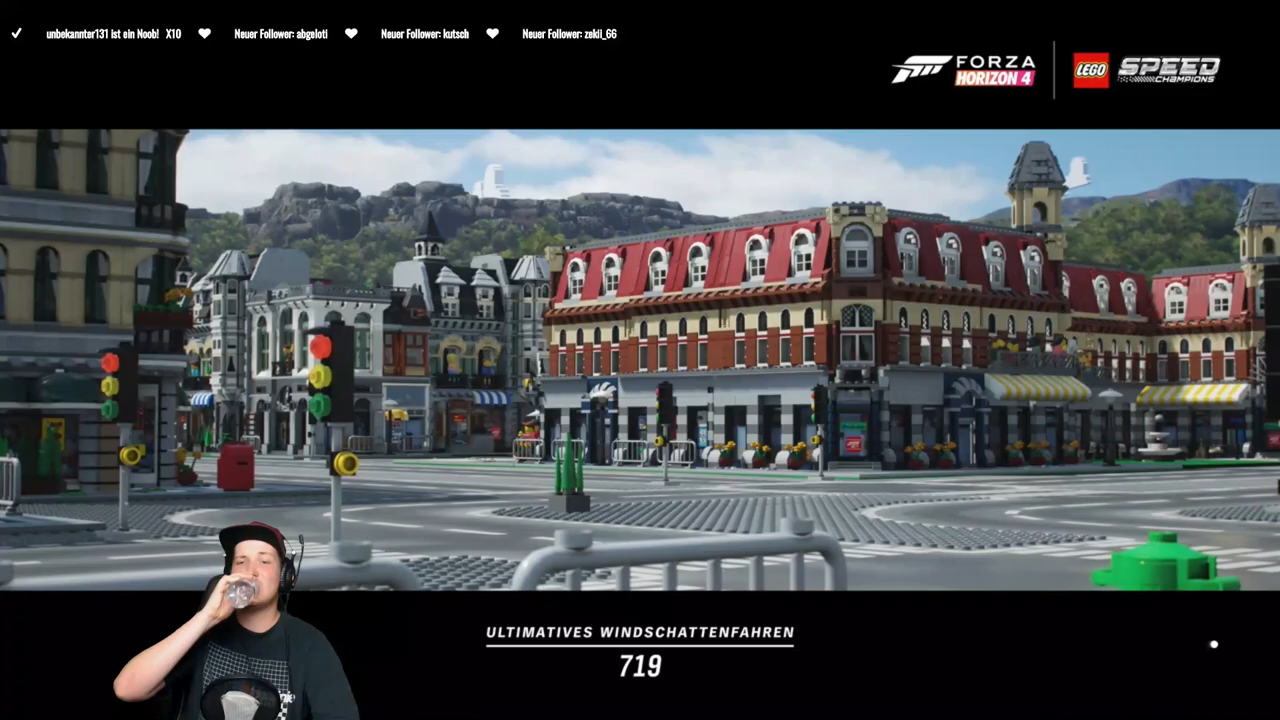 unbekannter131 ist ein Noob! X10
Neuer Follower: abgeloti
Neuer Follower: kutsch
Neuer Follower: zekii_66
FORZA
HORIZON 4
LEGO
SPEED
CHAMPIONS
ULTIMATIVES WINDSCHATTENFAHREN
719